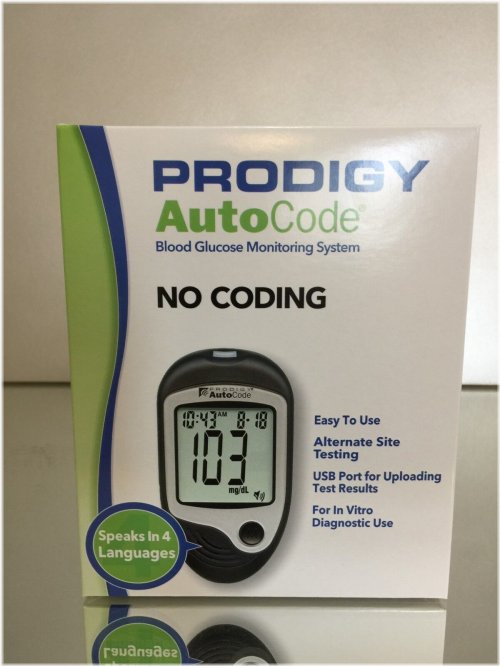 PRODIGY
AutoCode®
Blood Glucose Monitoring System
NO CODING
PRODIGY
AutoCode
10:43 AM 8-18
103
mg/dL
Easy To Use
Alternate Site
Testing
USB Port for Uploading
Test Results
For In Vitro
Diagnostic Use
Speaks In 4
Languages
Languages